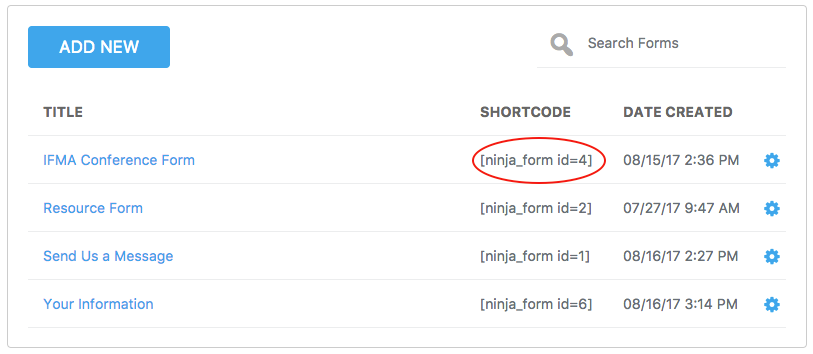 ADD NEW
Search Forms
TITLE SHORTCODE DATE CREATED
IFMA Conference Form [ninja_form id=4] 08/15/17 2:36 PM
Resource Form [ninja_form id=2] 07/27/17 9:47 AM
Send Us a Message [ninja_form id=1] 08/16/17 2:27 PM
Your Information [ninja_form id=6] 08/16/17 3:14 PM